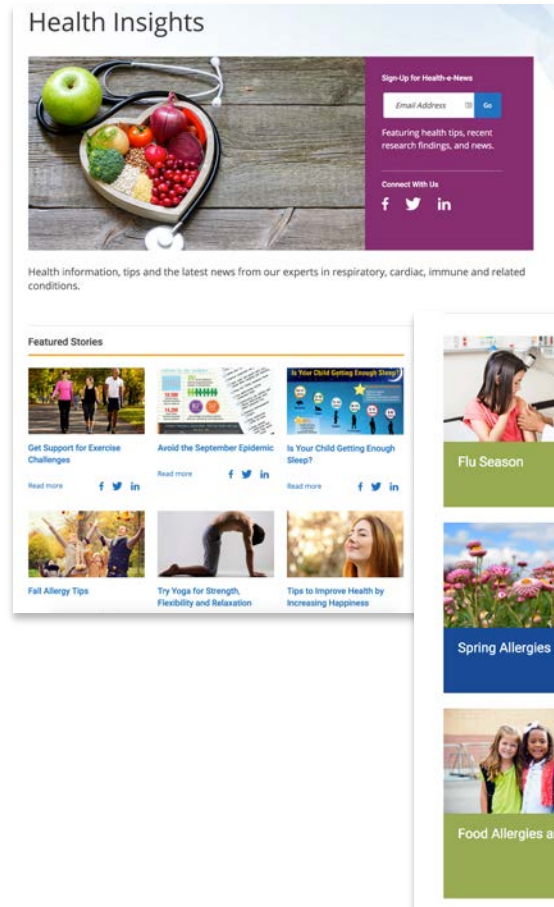 Health Insights
Sign-Up for Health-e-News
Email Address
Go
Featuring health tips, recent
research findings, and news.
Connect With Us
Health information, tips and the latest news from our experts in respiratory, cardiac, immune and related
conditions.
Featured Stories
Get Support for Exercise
Challenges
Read more
Avoid the September Epidemic
Read more
Is Your Child Getting Enough Sleep?
Is Your Child Getting Enough
Sleep?
Read more
Fall Allergy Tips
Try Yoga for Strength,
Flexibility and Relaxation
Tips to Improve Health by
Increasing Happiness
Flu Season
Spring Allergies
Food Allergies a